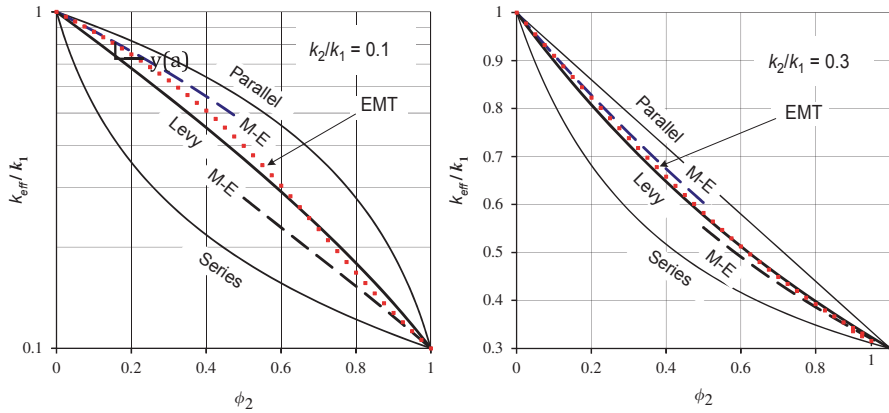 1
k2/k1 = 0.1
y(a)
Parallel
EMT
M-E
Levy
M-E
Series
keff/ k1
0.1
0 0.2 0.4 0.6 0.8 1
ϕ2
1
0.9
0.8
0.7
0.6
0.5
0.4
0.3
k2/k1 = 0.3
Parallel
EMT
M-E
Levy
M-E
Series
keff/ k1
0 0.2 0.4 0.6 0.8 1
ϕ2